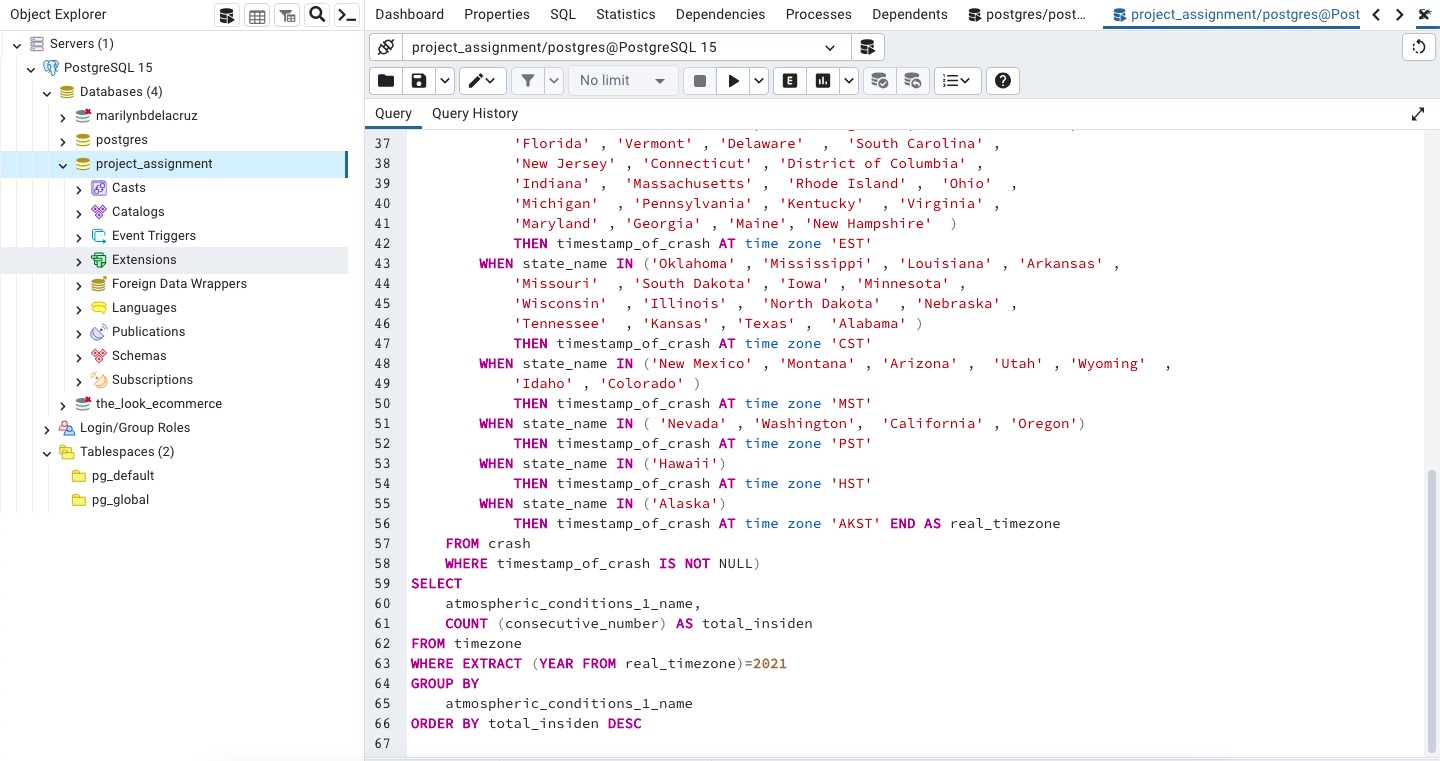 Object Explorer
Dashboard Properties SQL Statistics Dependencies Processes Dependents postgres/post... project_assignment/postgres@Post
Servers (1)
PostgreSQL 15
Databases (4)
marilynbdelacruz
postgres
project_assignment
Casts
Catalogs
Event Triggers
Extensions
Foreign Data Wrappers
Languages
Publications
Schemas
Subscriptions
the_look_ecommerce
Login/Group Roles
Tablespaces (2)
pg_default
pg_global
project_assignment/postgres@PostgreSQL 15
No limit
E
Query Query History
37 'Florida' , 'Vermont' , 'Delaware' , 'South Carolina' ,
38 'New Jersey' , 'Connecticut' , 'District of Columbia' ,
39 'Indiana' , 'Massachusetts' , 'Rhode Island' , 'Ohio' ,
40 'Michigan' , 'Pennsylvania' , 'Kentucky' , 'Virginia' ,
41 'Maryland' , 'Georgia' , 'Maine', 'New Hampshire' )
42 THEN timestamp_of_crash AT time zone 'EST'
43 WHEN state_name IN ('Oklahoma' , 'Mississippi' , 'Louisiana' , 'Arkansas' ,
44 'Missouri' , 'South Dakota' , 'Iowa' , 'Minnesota' ,
45 'Wisconsin' , 'Illinois' , 'North Dakota' , 'Nebraska' ,
46 'Tennessee' , 'Kansas' , 'Texas' , 'Alabama' )
47 THEN timestamp_of_crash AT time zone 'CST'
48 WHEN state_name IN ('New Mexico' , 'Montana' , 'Arizona' , 'Utah' , 'Wyoming' ,
49 'Idaho' , 'Colorado' )
50 THEN timestamp_of_crash AT time zone 'MST'
51 WHEN state_name IN ( 'Nevada' , 'Washington', 'California' , 'Oregon')
52 THEN timestamp_of_crash AT time zone 'PST'
53 WHEN state_name IN ('Hawaii')
54 THEN timestamp_of_crash AT time zone 'HST'
55 WHEN state_name IN ('Alaska')
56 THEN timestamp_of_crash AT time zone 'AKST' END AS real_timezone
57 FROM crash
58 WHERE timestamp_of_crash IS NOT NULL)
59 SELECT
60 atmospheric_conditions_1_name,
61 COUNT (consecutive_number) AS total_insiden
62 FROM timezone
63 WHERE EXTRACT (YEAR FROM real_timezone)=2021
64 GROUP BY
65 atmospheric_conditions_1_name
66 ORDER BY total_insiden DESC
67